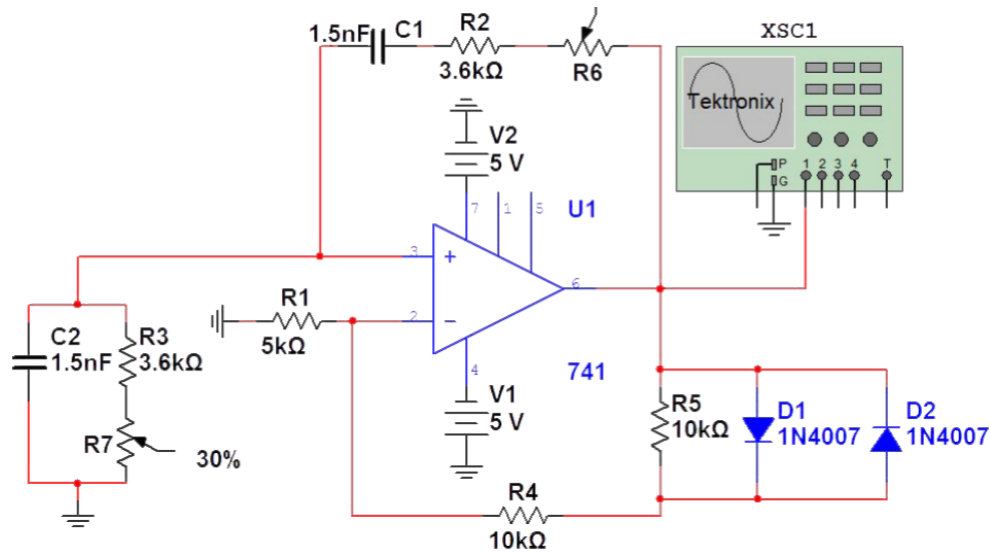 XSC1
1.5nF C1 R2
3.6kΩ
R6
Tektronix
P
G
1 2 3 4 T
V2
5 V
7 1 5
U1
3 +
6
R1
5kΩ
2 −
4
741
C2
1.5nF
R3
3.6kΩ
R7
30%
V1
5 V
R5
10kΩ
D1
1N4007
D2
1N4007
R4
10kΩ